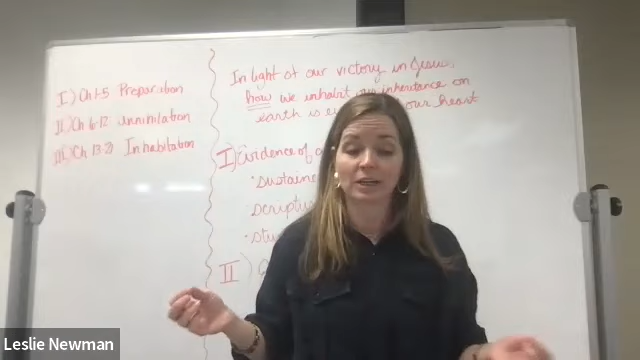 I) Ch 1-5 Preparation
II) Ch 6-12 Annihilation
III) Ch 13-21 Inhabitation
In light of our victory in Jesus,
how we inhabit our inheritance on
earth is our heart
I) Evidence of
• sustaine
scriptu
• stu
II)
Leslie Newman